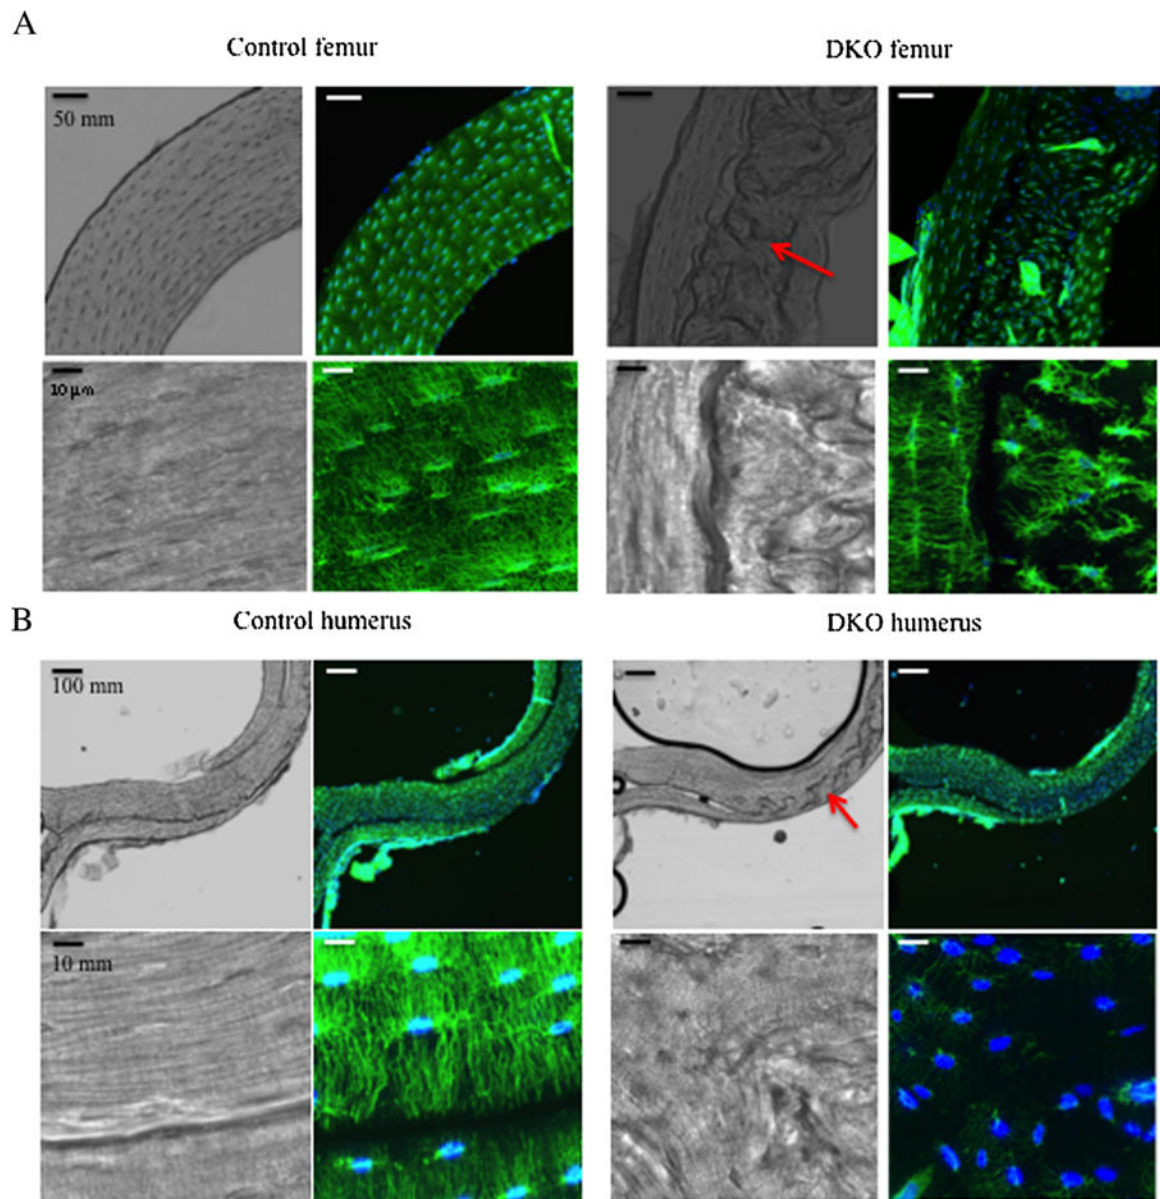 A
Control femur
DKO femur
50 mm
10 µm
B
Control humerus
DKO humerus
100 mm
10 mm